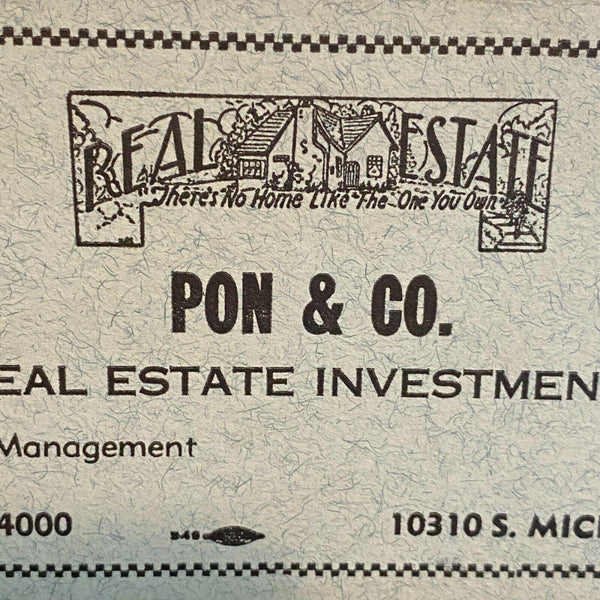 REAL ESTATE
There's No Home Like The One You Own
PON & CO.
EAL ESTATE INVESTMEN
Management
4000
10310 S. MIC